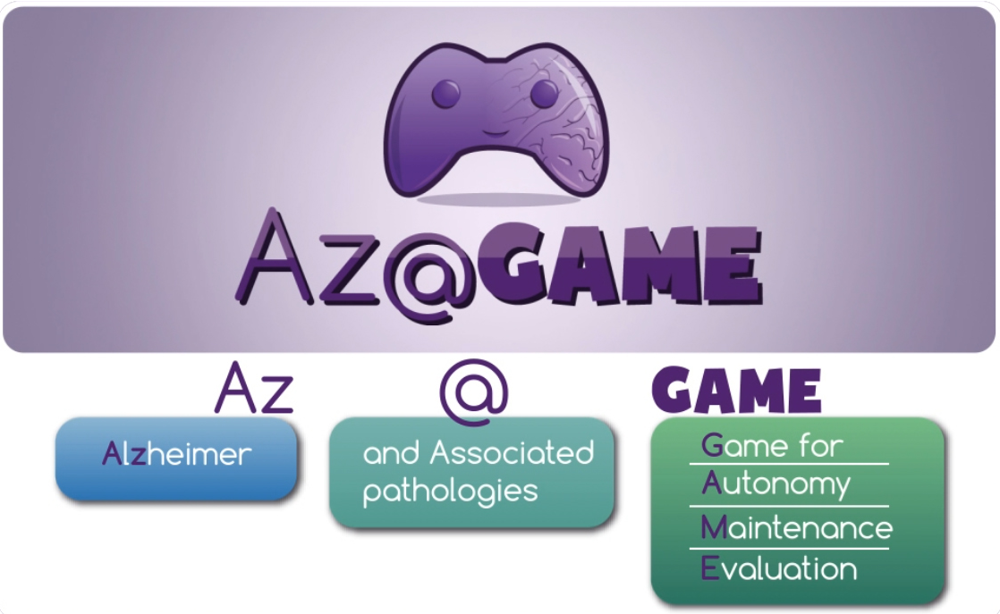 Az@GAME
Az
@
GAME
Alzheimer
and Associated
pathologies
Game for
Autonomy
Maintenance
Evaluation